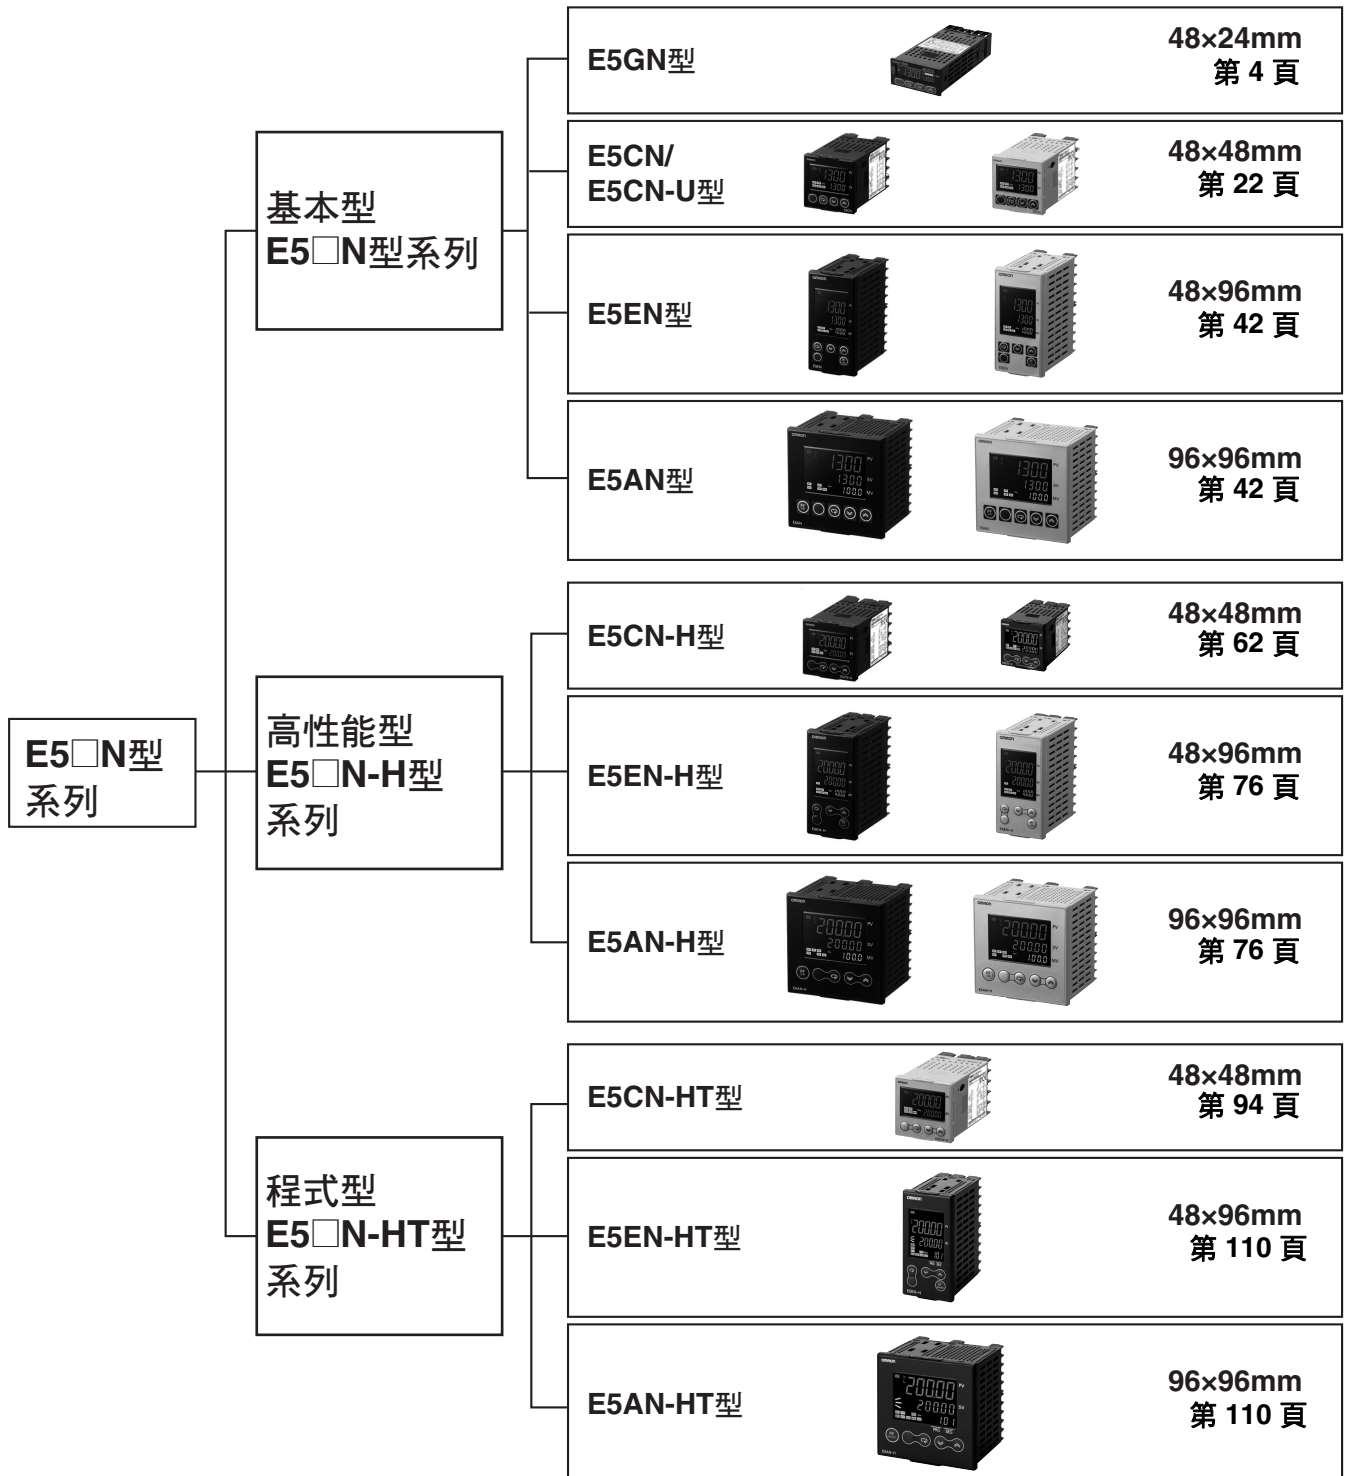 E5GN型
48×24mm
第 4 頁
E5CN/
E5CN-U型
48×48mm
第 22 頁
基本型
E5□N型系列
E5EN型
48×96mm
第 42 頁
E5AN型
96×96mm
第 42 頁
E5CN-H型
48×48mm
第 62 頁
E5□N型
系列
高性能型
E5□N-H型
系列
E5EN-H型
48×96mm
第 76 頁
E5AN-H型
96×96mm
第 76 頁
E5CN-HT型
48×48mm
第 94 頁
程式型
E5□N-HT型
系列
E5EN-HT型
48×96mm
第 110 頁
E5AN-HT型
96×96mm
第 110 頁